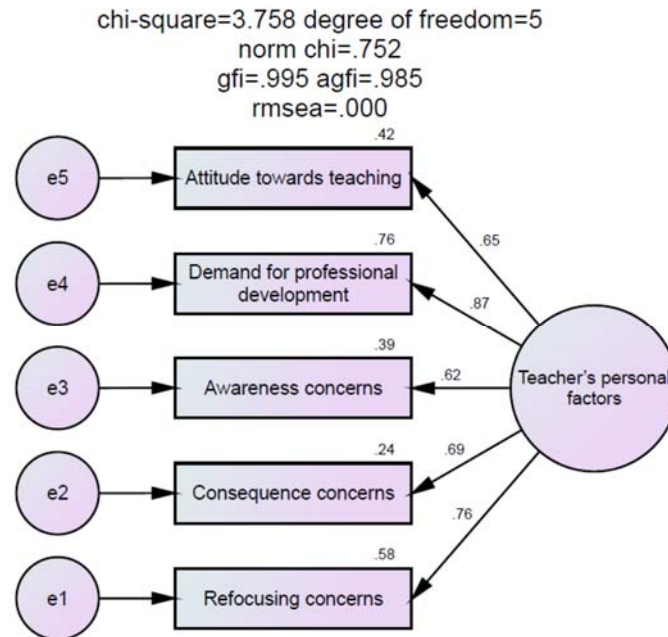 chi-square=3.758 degree of freedom=5
norm chi=.752
gfi=.995 agfi=.985
rmsea=.000
.42
e5
Attitude towards teaching
.65
.76
e4
Demand for professional
development
.87
.39
e3
Awareness concerns
.62
Teacher's personal
factors
.24
e2
Consequence concerns
.69
.76
.58
e1
Refocusing concerns